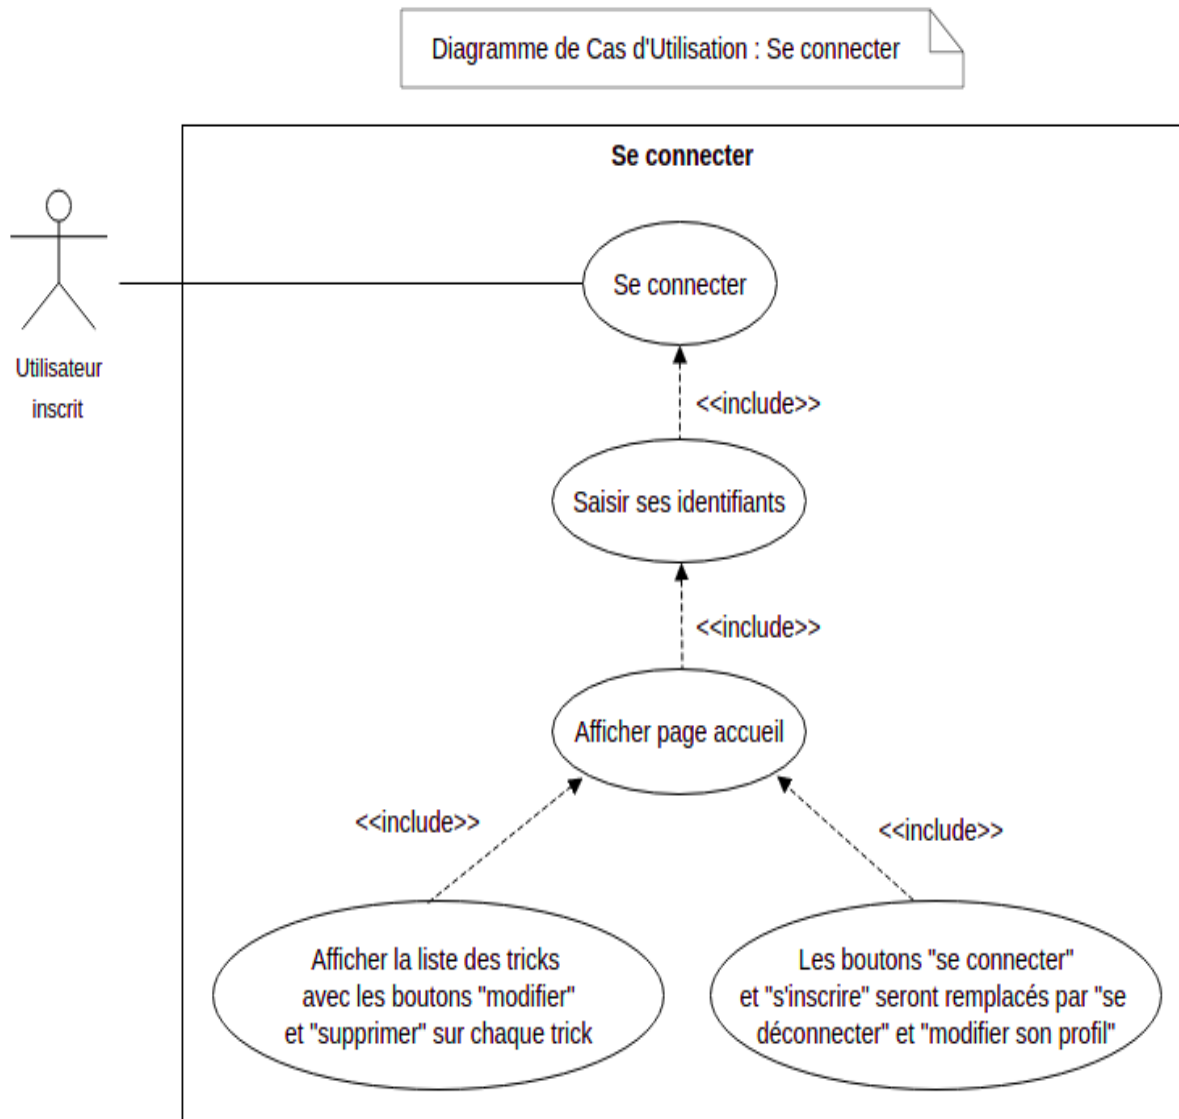 Diagramme de Cas d'Utilisation : Se connecter
Se connecter
Se connecter
Utilisateur
inscrit
<<include>>
Saisir ses identifiants
<<include>>
Afficher page accueil
<<include>>
<<include>>
Afficher la liste des tricks
avec les boutons "modifier"
et "supprimer" sur chaque trick
Les boutons "se connecter"
et "s'inscrire" seront remplacés par "se
déconnecter" et "modifier son profil"